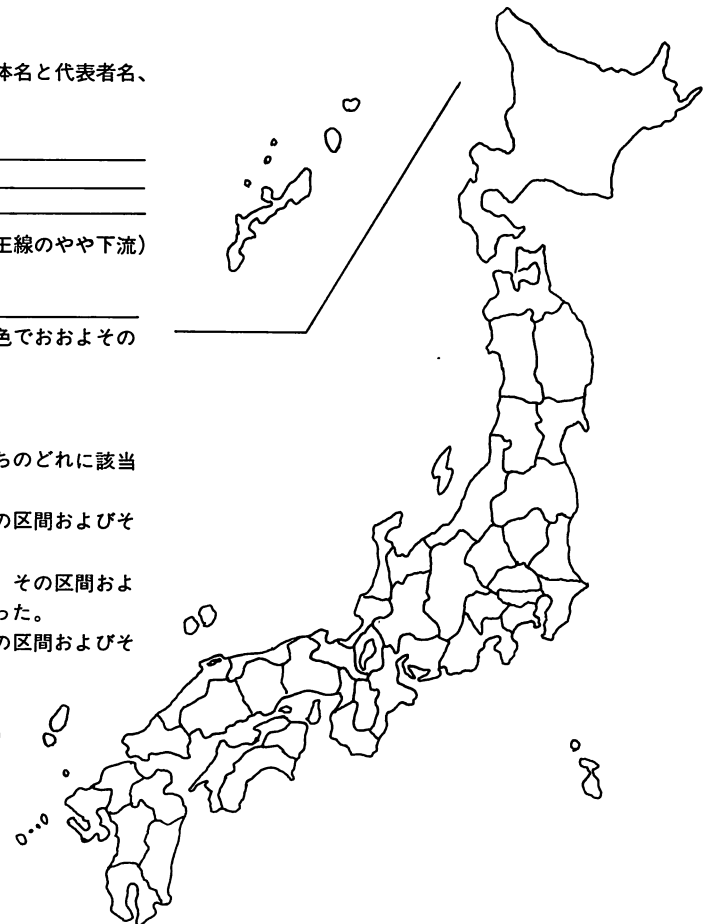 体名と代表者名、
王線のやや下流）
色でおおよその
ちのどれに該当
の区間およびそ
その区間およ
った。
の区間およびそ